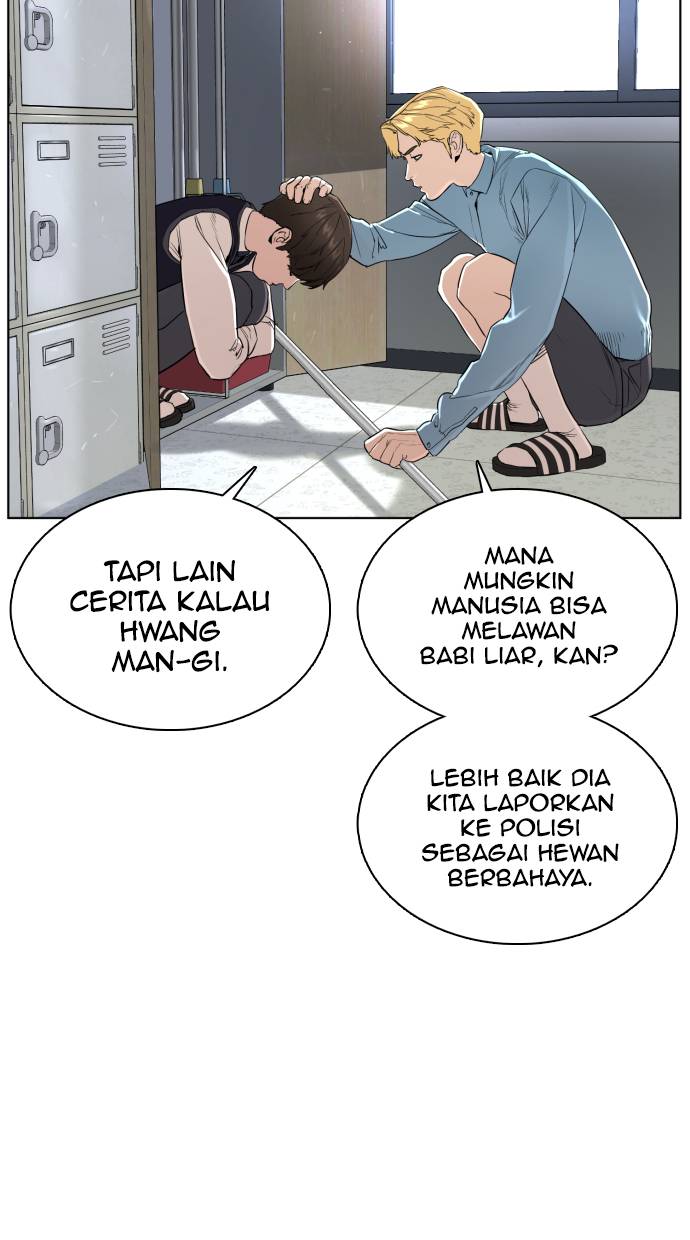 TAPI LAIN
CERITA KALAU
HWANG
MAN-GI.
MANA
MUNGKIN
MANUSIA BISA
MELAWAN
BABI LIAR, KAN?
LEBIH BAIK DIA
KITA LAPORKAN
KE POLISI
SEBAGAI HEWAN
BERBAHAYA.